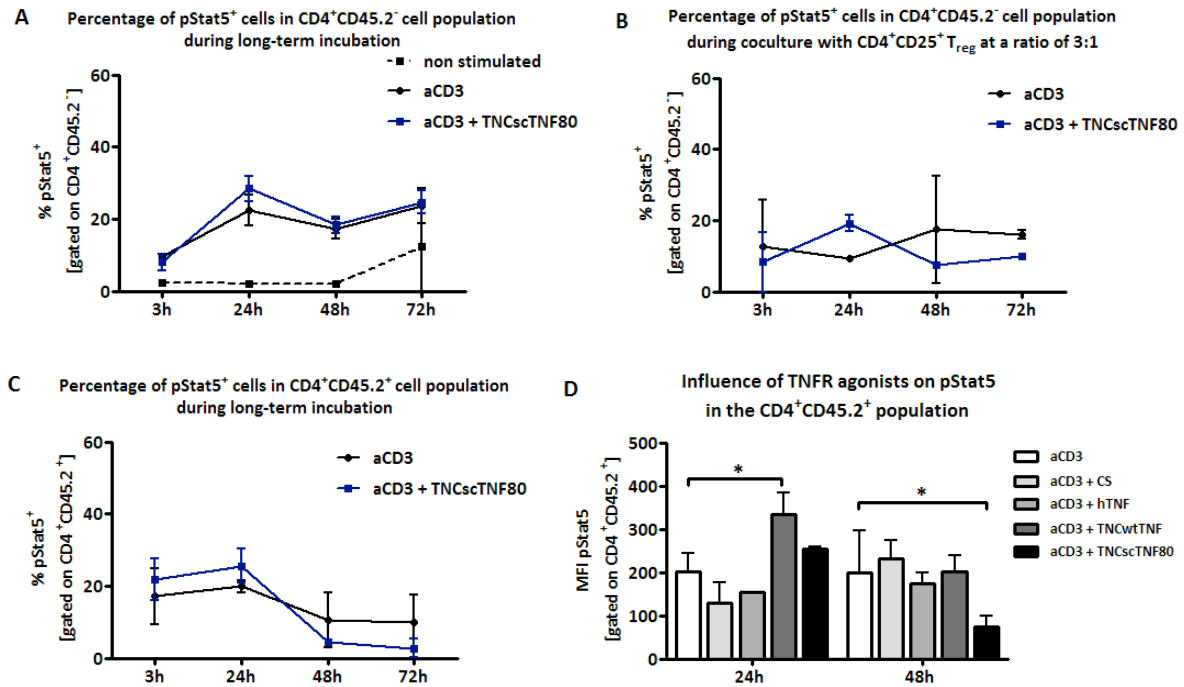 A
Percentage of pStat5⁺ cells in CD4⁺CD45.2⁻ cell population
during long-term incubation
non stimulated
aCD3
aCD3 + TNCscTNF80
% pStat5⁺
[gated on CD4⁺CD45.2⁻]
60
40
20
0
3h 24h 48h 72h
B
Percentage of pStat5⁺ cells in CD4⁺CD45.2⁻ cell population
during coculture with CD4⁺CD25⁺ Treg at a ratio of 3:1
aCD3
aCD3 + TNCscTNF80
% pStat5⁺
[gated on CD4⁺CD45.2⁻]
60
40
20
0
3h 24h 48h 72h
C
Percentage of pStat5⁺ cells in CD4⁺CD45.2⁺ cell population
during long-term incubation
aCD3
aCD3 + TNCscTNF80
% pStat5⁺
[gated on CD4⁺CD45.2⁺]
60
40
20
0
3h 24h 48h 72h
D
Influence of TNFR agonists on pStat5
in the CD4⁺CD45.2⁺ population
aCD3
aCD3 + CS
aCD3 + hTNF
aCD3 + TNCwtTNF
aCD3 + TNCscTNF80
MFI pStat5
[gated on CD4⁺CD45.2⁺]
500
400
300
200
100
0
* *
24h 48h